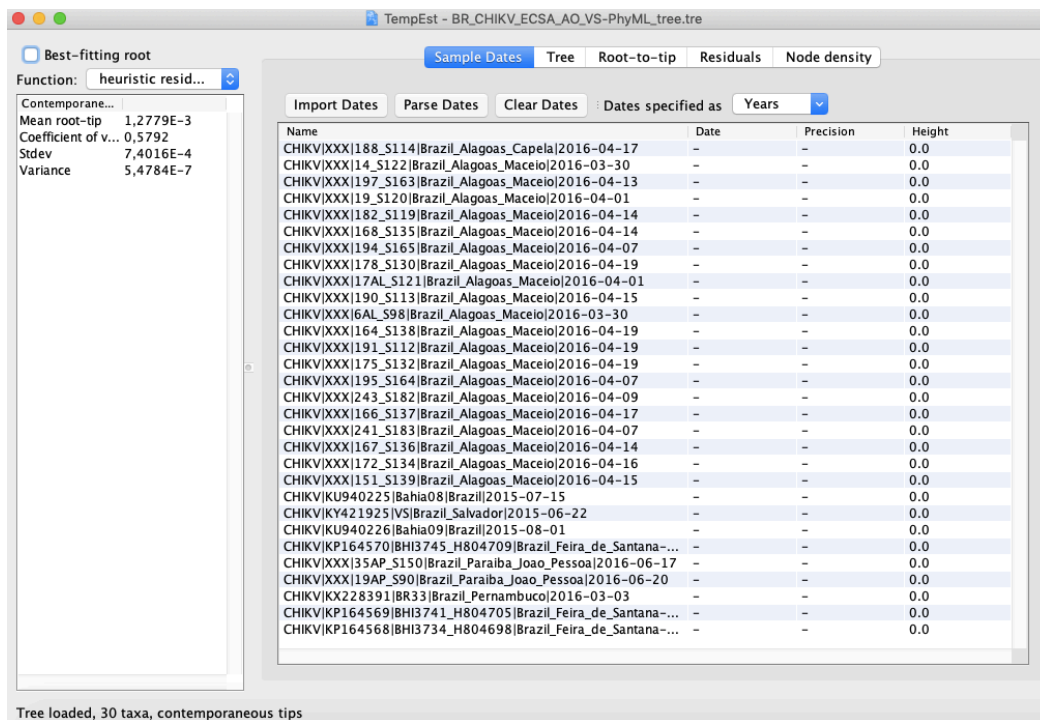 TempEst - BR_CHIKV_ECSA_AO_VS-PhyML_tree.tre
Best-fitting root
Function: heuristic resid...
Contemporane...
Mean root-tip 1,2779E-3
Coefficient of v... 0,5792
Stdev 7,4016E-4
Variance 5,4784E-7
Sample Dates Tree Root-to-tip Residuals Node density
Import Dates Parse Dates Clear Dates Dates specified as Years
Name Date Precision Height
CHIKV|XXX|188_S114|Brazil_Alagoas_Capela|2016-04-17 - - 0.0
CHIKV|XXX|14_S122|Brazil_Alagoas_Maceio|2016-03-30 - - 0.0
CHIKV|XXX|197_S163|Brazil_Alagoas_Maceio|2016-04-13 - - 0.0
CHIKV|XXX|19_S120|Brazil_Alagoas_Maceio|2016-04-01 - - 0.0
CHIKV|XXX|182_S119|Brazil_Alagoas_Maceio|2016-04-14 - - 0.0
CHIKV|XXX|168_S135|Brazil_Alagoas_Maceio|2016-04-14 - - 0.0
CHIKV|XXX|194_S165|Brazil_Alagoas_Maceio|2016-04-07 - - 0.0
CHIKV|XXX|178_S130|Brazil_Alagoas_Maceio|2016-04-19 - - 0.0
CHIKV|XXX|17AL_S121|Brazil_Alagoas_Maceio|2016-04-01 - - 0.0
CHIKV|XXX|190_S113|Brazil_Alagoas_Maceio|2016-04-15 - - 0.0
CHIKV|XXX|6AL_S98|Brazil_Alagoas_Maceio|2016-03-30 - - 0.0
CHIKV|XXX|164_S138|Brazil_Alagoas_Maceio|2016-04-19 - - 0.0
CHIKV|XXX|191_S112|Brazil_Alagoas_Maceio|2016-04-19 - - 0.0
CHIKV|XXX|175_S132|Brazil_Alagoas_Maceio|2016-04-19 - - 0.0
CHIKV|XXX|195_S164|Brazil_Alagoas_Maceio|2016-04-07 - - 0.0
CHIKV|XXX|243_S182|Brazil_Alagoas_Maceio|2016-04-09 - - 0.0
CHIKV|XXX|166_S137|Brazil_Alagoas_Maceio|2016-04-17 - - 0.0
CHIKV|XXX|241_S183|Brazil_Alagoas_Maceio|2016-04-07 - - 0.0
CHIKV|XXX|167_S136|Brazil_Alagoas_Maceio|2016-04-14 - - 0.0
CHIKV|XXX|172_S134|Brazil_Alagoas_Maceio|2016-04-16 - - 0.0
CHIKV|XXX|151_S139|Brazil_Alagoas_Maceio|2016-04-15 - - 0.0
CHIKV|KU940225|Bahia08|Brazil|2015-07-15 - - 0.0
CHIKV|KY421925|VS|Brazil_Salvador|2015-06-22 - - 0.0
CHIKV|KU940226|Bahia09|Brazil|2015-08-01 - - 0.0
CHIKV|KP164570|BHI3745_H804709|Brazil_Feira_de_Santana-... - - 0.0
CHIKV|XXX|35AP_S150|Brazil_Paraiba_Joao_Pessoa|2016-06-17 - - 0.0
CHIKV|XXX|19AP_S90|Brazil_Paraiba_Joao_Pessoa|2016-06-20 - - 0.0
CHIKV|KX228391|BR33|Brazil_Pernambuco|2016-03-03 - - 0.0
CHIKV|KP164569|BHI3741_H804705|Brazil_Feira_de_Santana-... - - 0.0
CHIKV|KP164568|BHI3734_H804698|Brazil_Feira_de_Santana-... - - 0.0
Tree loaded, 30 taxa, contemporaneous tips